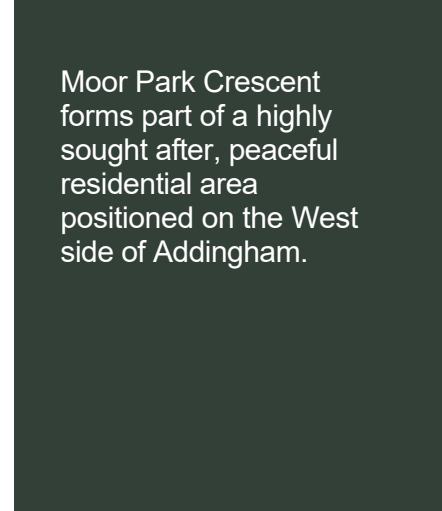 Moor Park Crescent
forms part of a highly
sought after, peaceful
residential area
positioned on the West
side of Addingham.